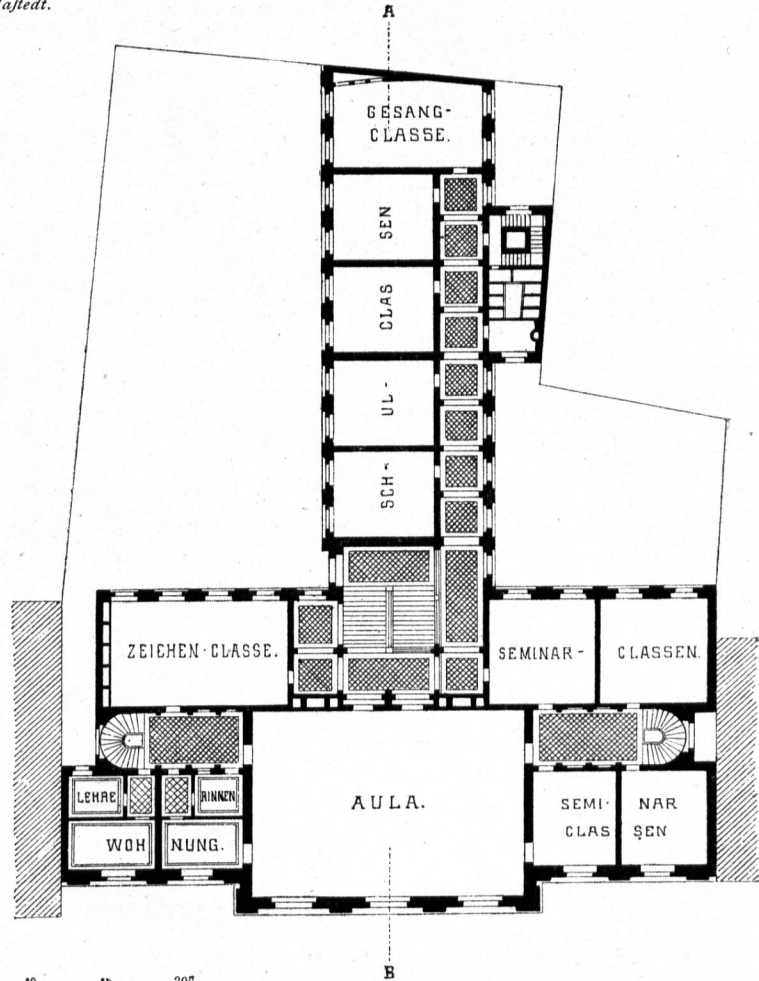 A
GESANG-
CLASSE.
SEN
CLAS
UL-
SCH-
ZEICHEN-CLASSE.
SEMINAR-
CLASSEN.
LEHRE
RINNEN
WOH
NUNG.
AULA.
SEMI-
NAR
CLAS
SEN
B